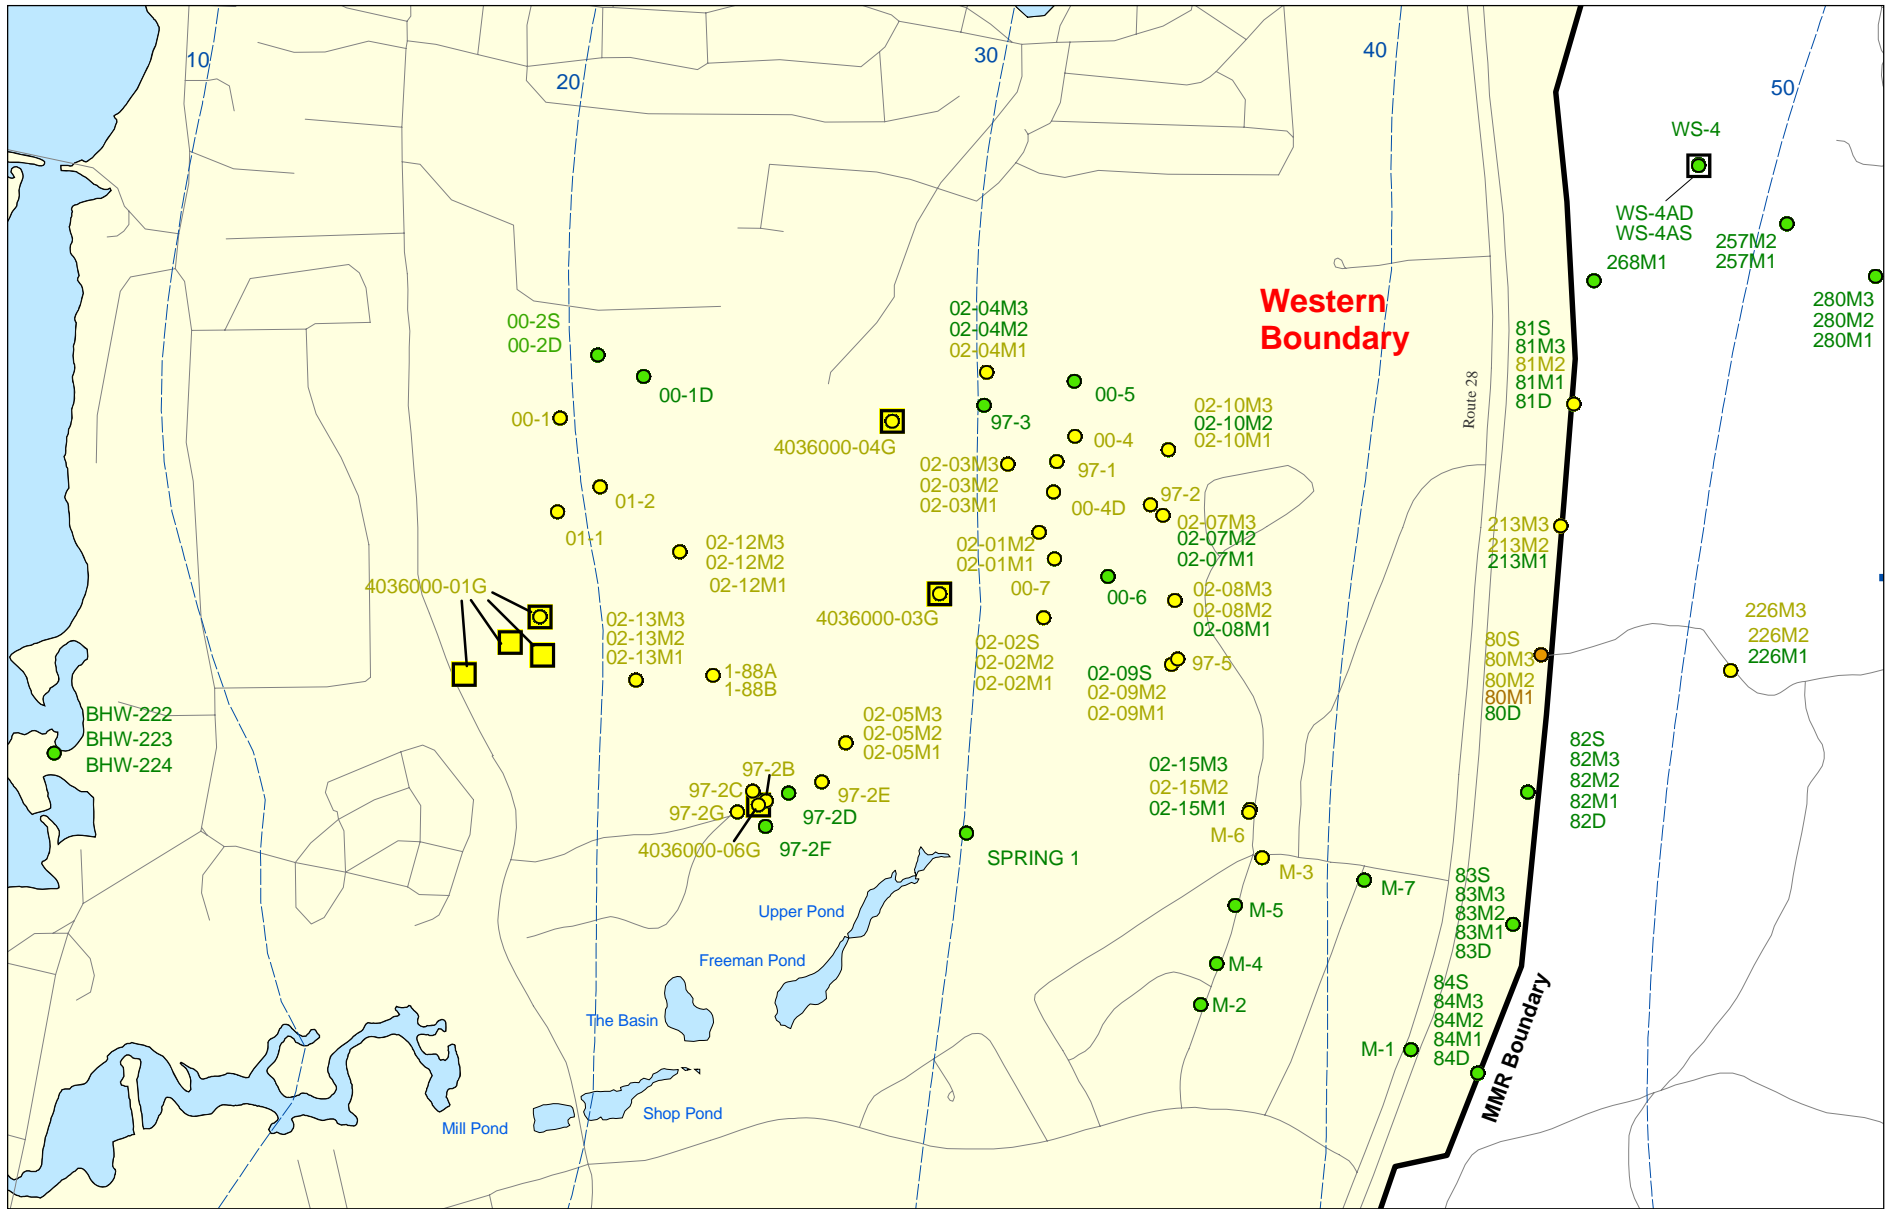 10
20
30
40
50
WS-4
WS-4AD
WS-4AS
257M2
257M1
268M1
280M3
280M2
280M1
Western
Boundary
Route 28
00-2S
00-2D
00-1D
00-1
02-04M3
02-04M2
02-04M1
97-3
00-5
4036000-04G
00-4
97-1
02-10M3
02-10M2
02-10M1
81S
81M3
81M2
81M1
81D
02-03M3
02-03M2
02-03M1
00-4D
97-2
01-2
01-1
02-07M3
02-07M2
02-07M1
213M3
213M2
213M1
02-12M3
02-12M2
02-12M1
02-01M2
02-01M1
00-7
00-6
4036000-01G
4036000-03G
02-08M3
02-08M2
02-08M1
02-13M3
02-13M2
02-13M1
226M3
226M2
226M1
02-02S
02-02M2
02-02M1
97-5
02-09S
02-09M2
02-09M1
80S
80M3
80M2
80M1
80D
1-88A
1-88B
BHW-222
BHW-223
BHW-224
02-05M3
02-05M2
02-05M1
82S
82M3
82M2
82M1
82D
97-2B
97-2C
97-2E
97-2G
97-2D
4036000-06G
97-2F
02-15M3
02-15M2
02-15M1
M-6
SPRING 1
M-3
M-7
M-5
83S
83M3
83M2
83M1
83D
Upper Pond
Freeman Pond
M-4
M-2
The Basin
84S
84M3
84M2
84M1
84D
M-1
MMR Boundary
Mill Pond
Shop Pond